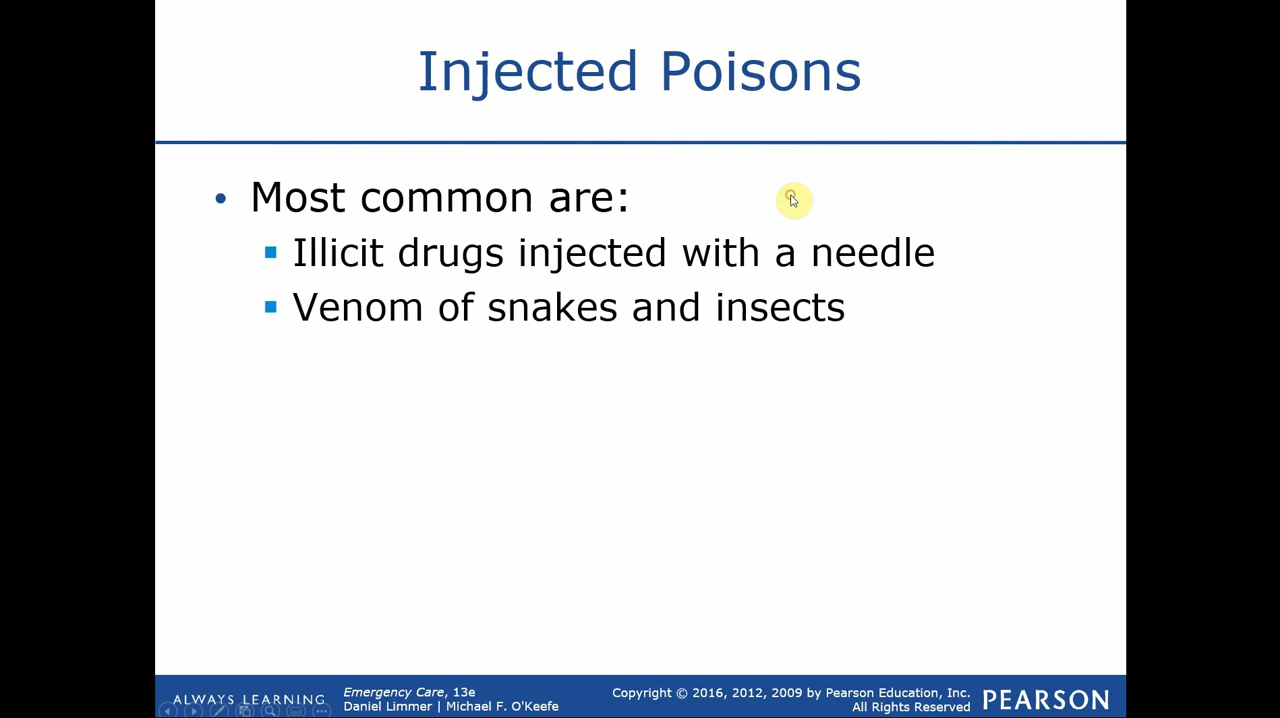 Injected Poisons
• Most common are:
▪ Illicit drugs injected with a needle
▪ Venom of snakes and insects
ALWAYS LEARNING
Emergency Care, 13e
Daniel Limmer | Michael F. O'Keefe
Copyright © 2016, 2012, 2009 by Pearson Education, Inc.
All Rights Reserved
PEARSON